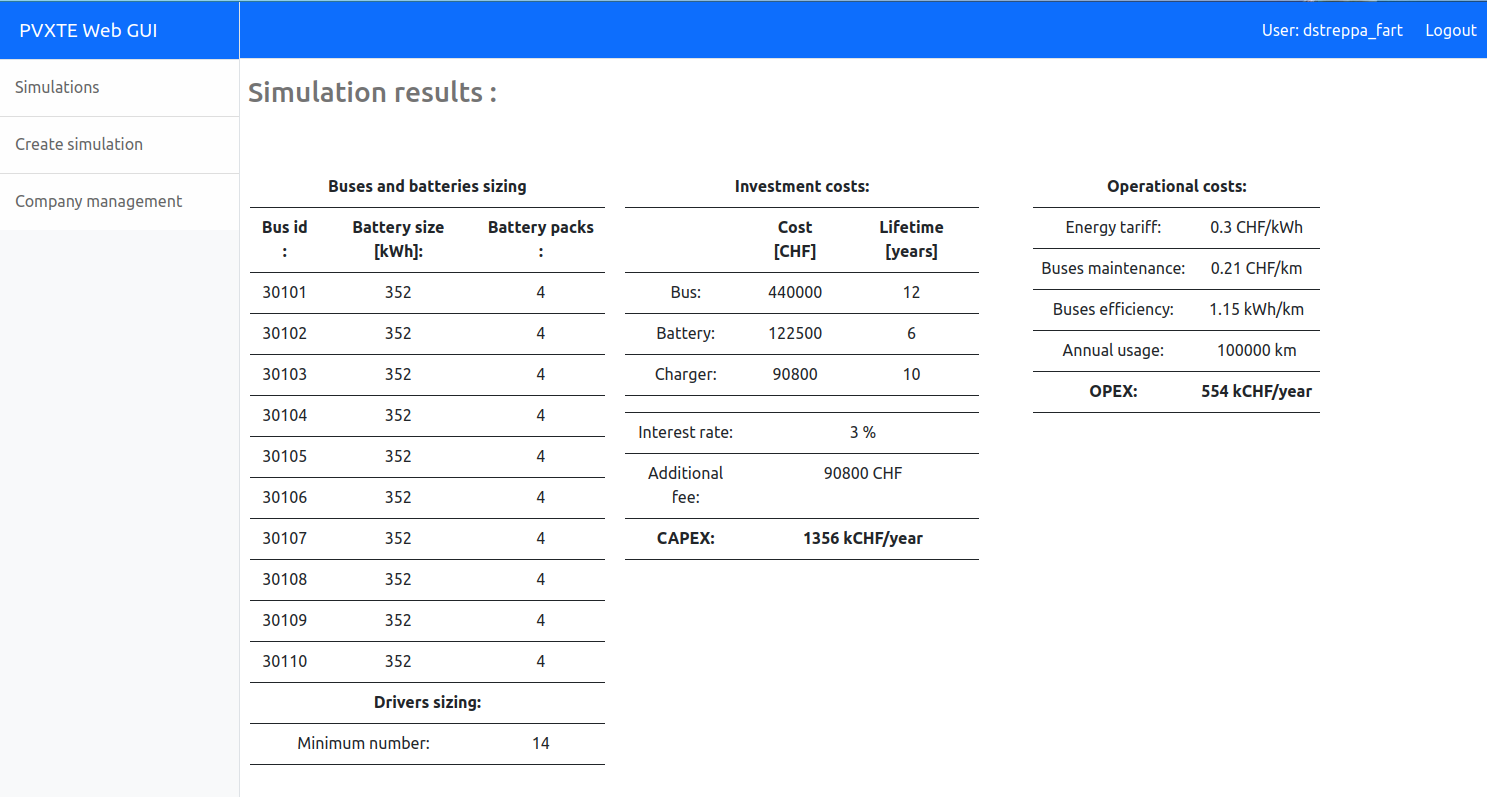 PVXTE Web GUI
User: dstreppa_fart Logout
Simulations
Create simulation
Company management
Simulation results :
Buses and batteries sizing
Bus id : Battery size [kWh]: Battery packs :
30101 352 4
30102 352 4
30103 352 4
30104 352 4
30105 352 4
30106 352 4
30107 352 4
30108 352 4
30109 352 4
30110 352 4
Drivers sizing:
Minimum number: 14
Investment costs:
Cost [CHF] Lifetime [years]
Bus: 440000 12
Battery: 122500 6
Charger: 90800 10
Interest rate: 3 %
Additional fee: 90800 CHF
CAPEX: 1356 kCHF/year
Operational costs:
Energy tariff: 0.3 CHF/kWh
Buses maintenance: 0.21 CHF/km
Buses efficiency: 1.15 kWh/km
Annual usage: 100000 km
OPEX: 554 kCHF/year